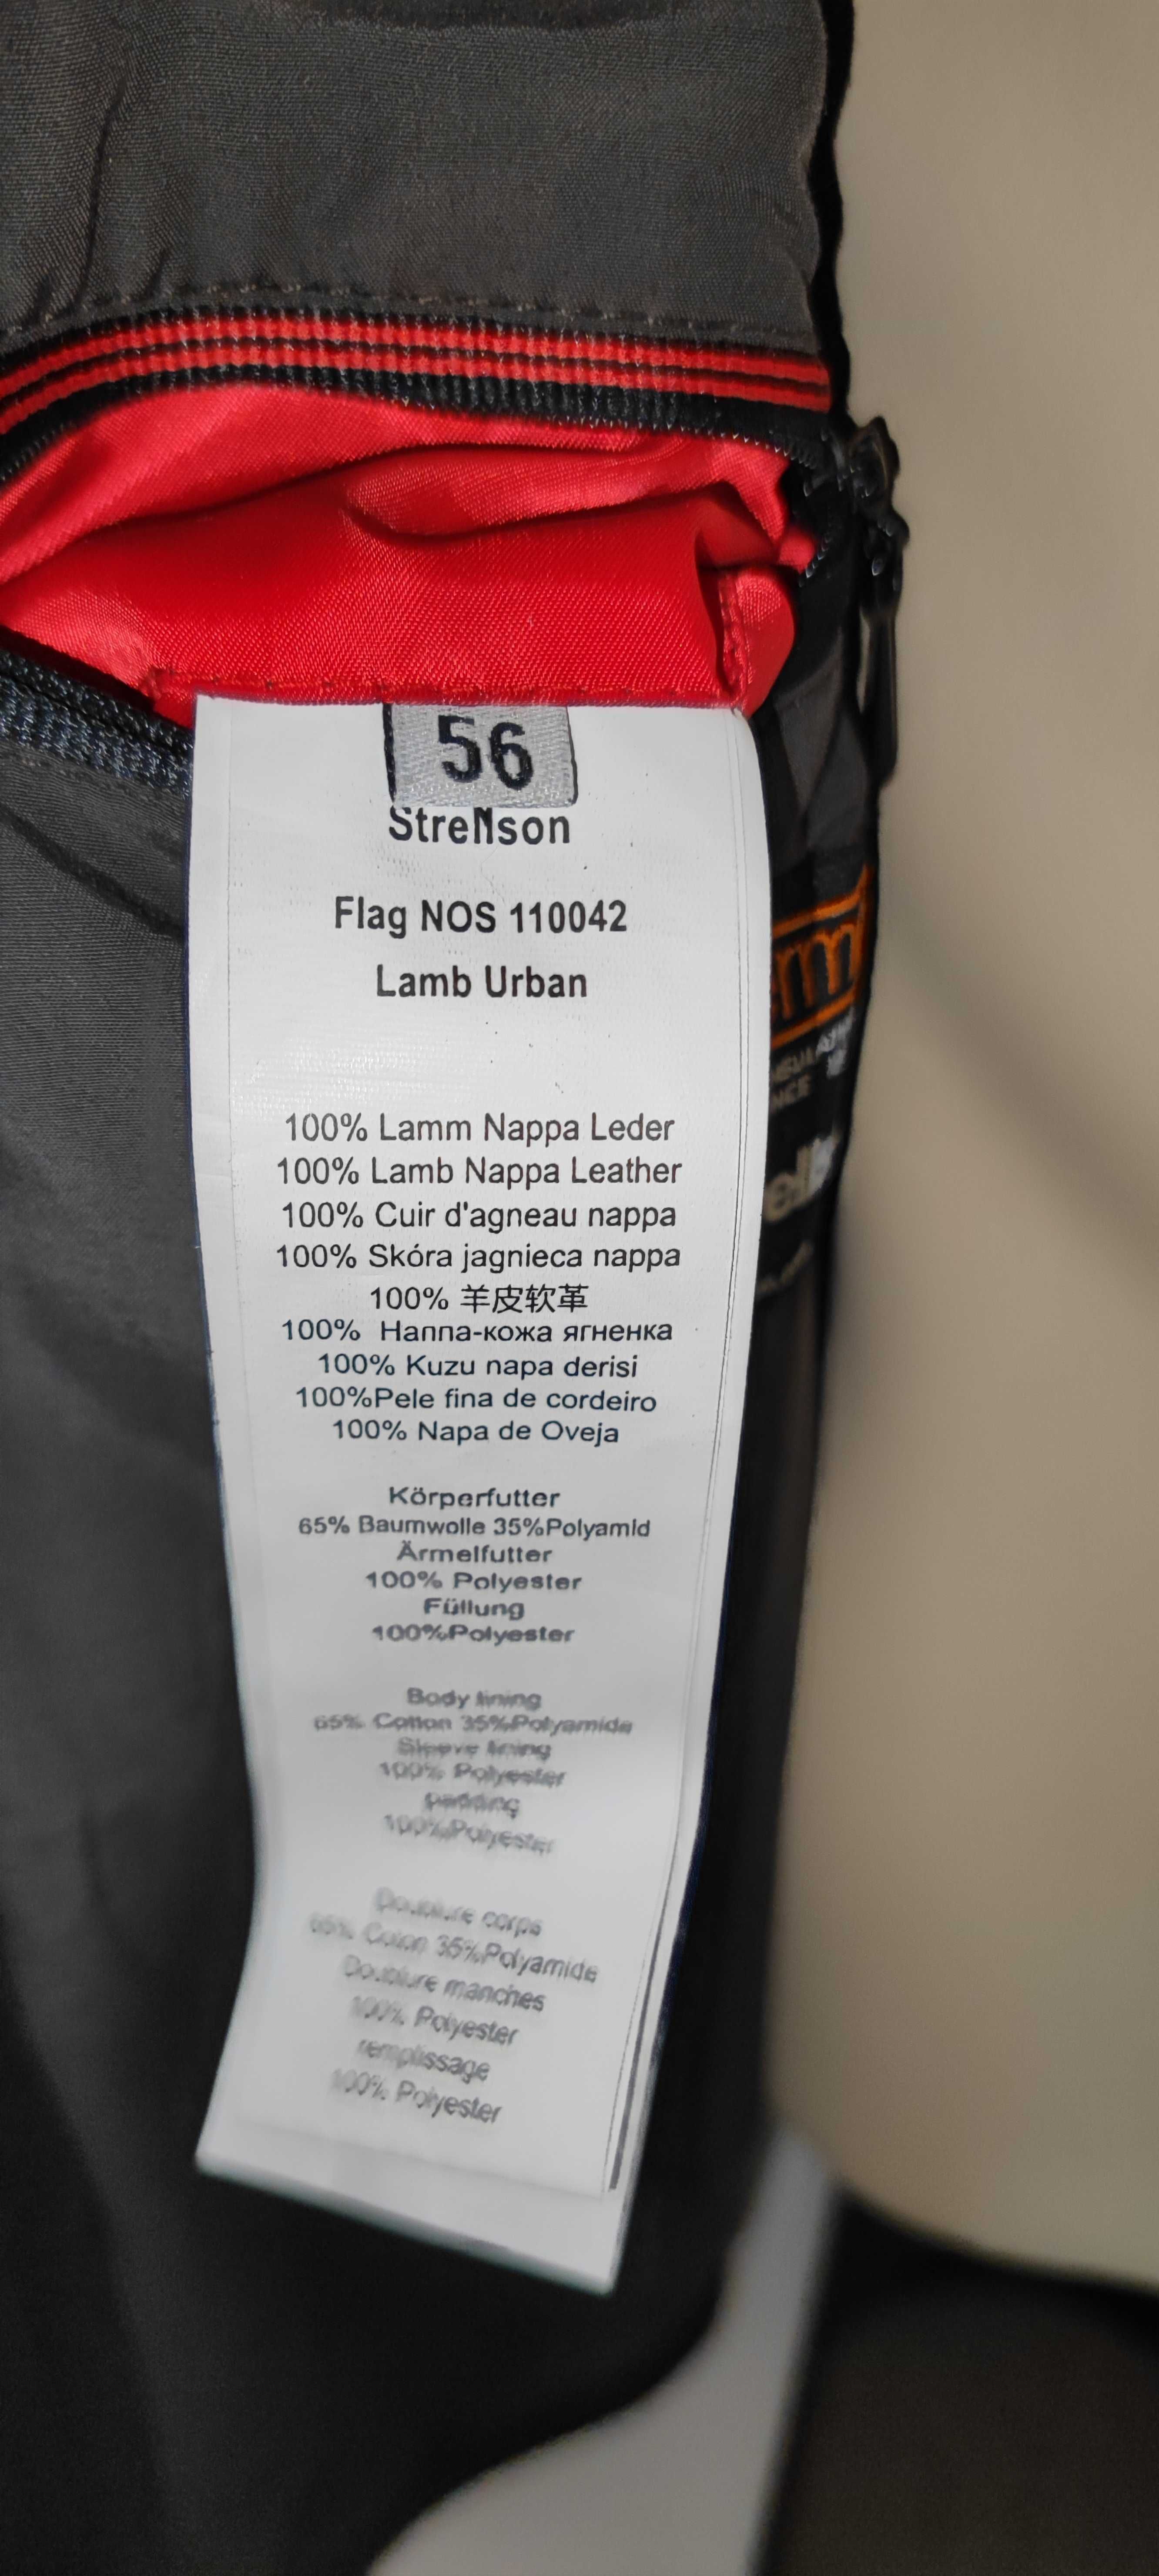 56
Strellson
Flag NOS 110042
Lamb Urban
100% Lamm Nappa Leder
100% Lamb Nappa Leather
100% Cuir d'agneau nappa
100% Skóra jagnieca nappa
100% 羊皮软革
100% Наппа-кожа ягненка
100% Kuzu napa derisi
100%Pele fina de cordeiro
100% Napa de Oveja
Körperfutter
65% Baumwolle 35%Polyamid
Ärmelfutter
100% Polyester
Füllung
100%Polyester
Body lining
65% Cotton 35%Polyamide
Sleeve lining
100% Polyester
padding
100%Polyester
Doublure corps
65% Coton 35%Polyamide
Doublure manches
100% Polyester
remplissage
100% Polyester